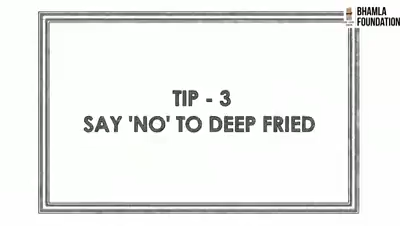 BHAMLA
FOUNDATION
TIP - 3
SAY 'NO' TO DEEP FRIED